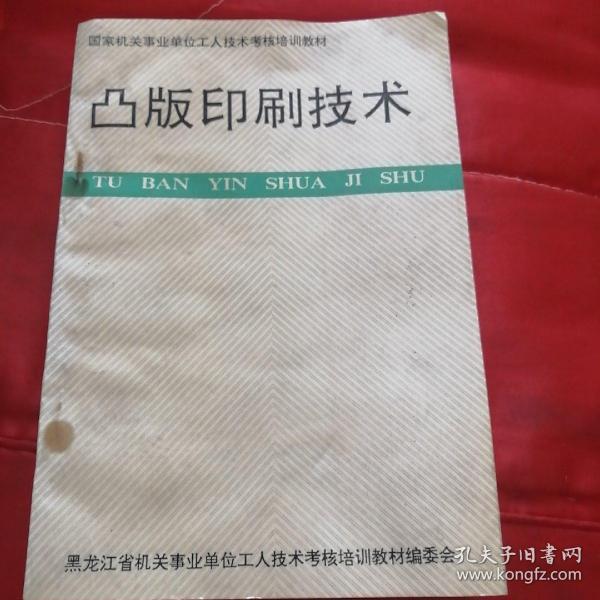 国家机关事业单位工人技术考核培训教材
凸版印刷技术
TU BAN YIN SHUA JI SHU
黑龙江省机关事业单位工人技术考核培训教材编委会
孔夫子旧书网
www.kongfz.com